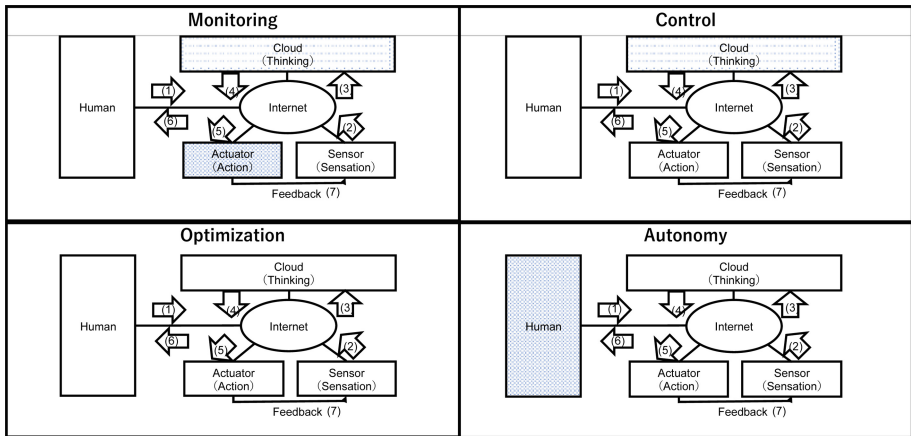 Monitoring
Cloud
(Thinking)
Human
(1)
(4)
(3)
Internet
(6)
(5)
(2)
Actuator
(Action)
Sensor
(Sensation)
Feedback (7)
Control
Cloud
(Thinking)
Human
(1)
(4)
(3)
Internet
(6)
(5)
(2)
Actuator
(Action)
Sensor
(Sensation)
Feedback (7)
Optimization
Cloud
(Thinking)
Human
(1)
(4)
(3)
Internet
(6)
(5)
(2)
Actuator
(Action)
Sensor
(Sensation)
Feedback (7)
Autonomy
Cloud
(Thinking)
Human
(1)
(4)
(3)
Internet
(6)
(5)
(2)
Actuator
(Action)
Sensor
(Sensation)
Feedback (7)